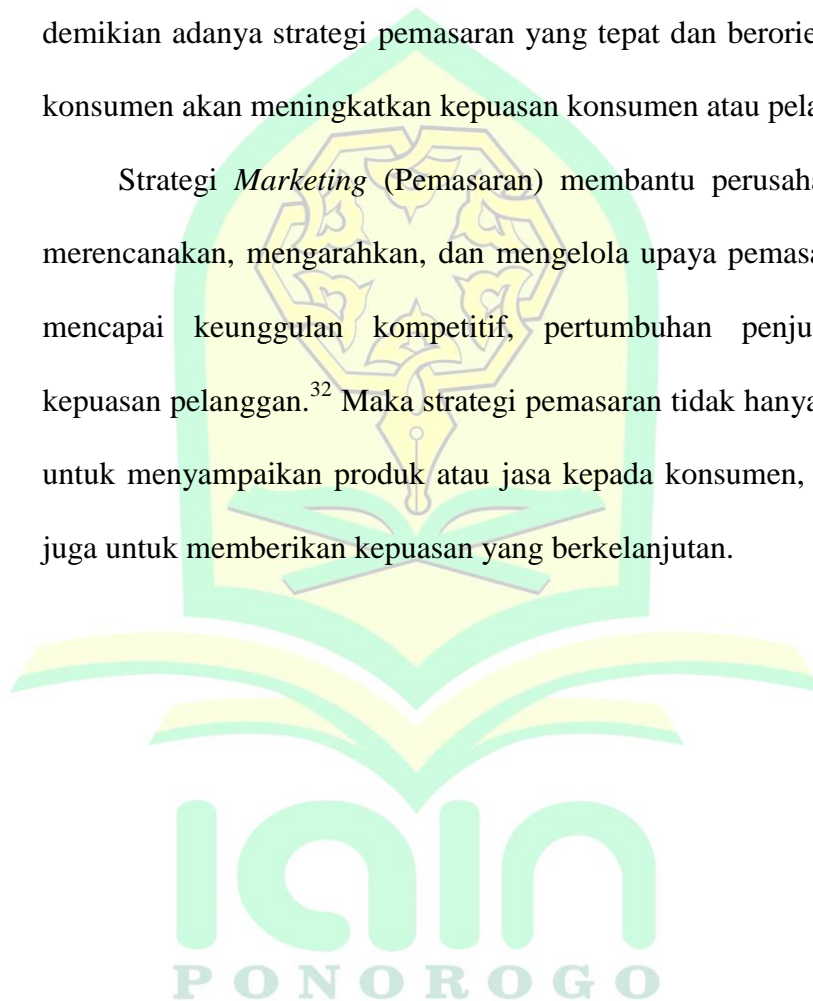 demikian adanya strategi pemasaran yang tepat dan berorie
konsumen akan meningkatkan kepuasan konsumen atau pela
Strategi Marketing (Pemasaran) membantu perusaha
merencanakan, mengarahkan, dan mengelola upaya pemasa
mencapai keunggulan kompetitif, pertumbuhan penju
kepuasan pelanggan.32 Maka strategi pemasaran tidak hanya
untuk menyampaikan produk atau jasa kepada konsumen,
juga untuk memberikan kepuasan yang berkelanjutan.
iain
PONOROGO